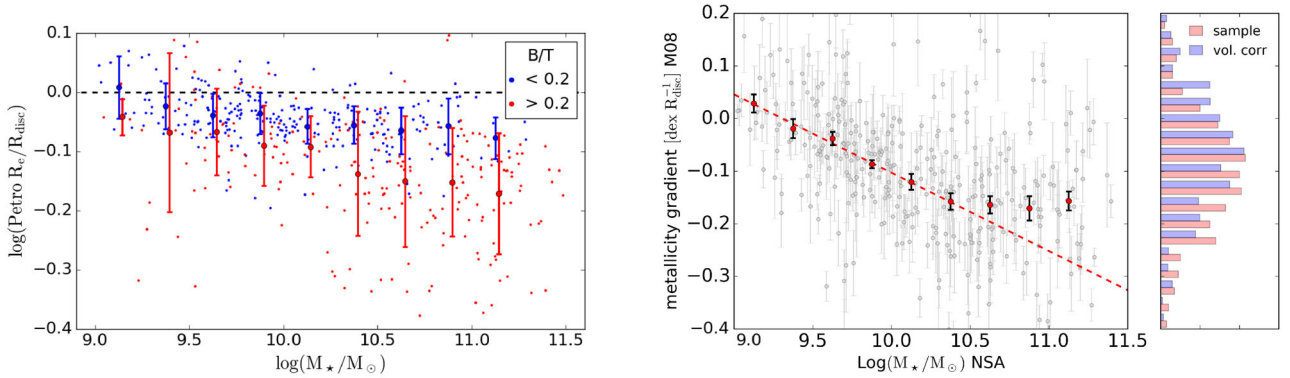 0.1
0.0
−0.1
−0.2
−0.3
−0.4
log(Petro R_e/R_disc)
B/T
< 0.2
> 0.2
9.0 9.5 10.0 10.5 11.0 11.5
log(M⋆/M⊙)
0.2
0.1
0.0
−0.1
−0.2
−0.3
−0.4
metallicity gradient [dex R_disc^−1] M08
9.0 9.5 10.0 10.5 11.0 11.5
Log(M⋆/M⊙) NSA
sample
vol. corr